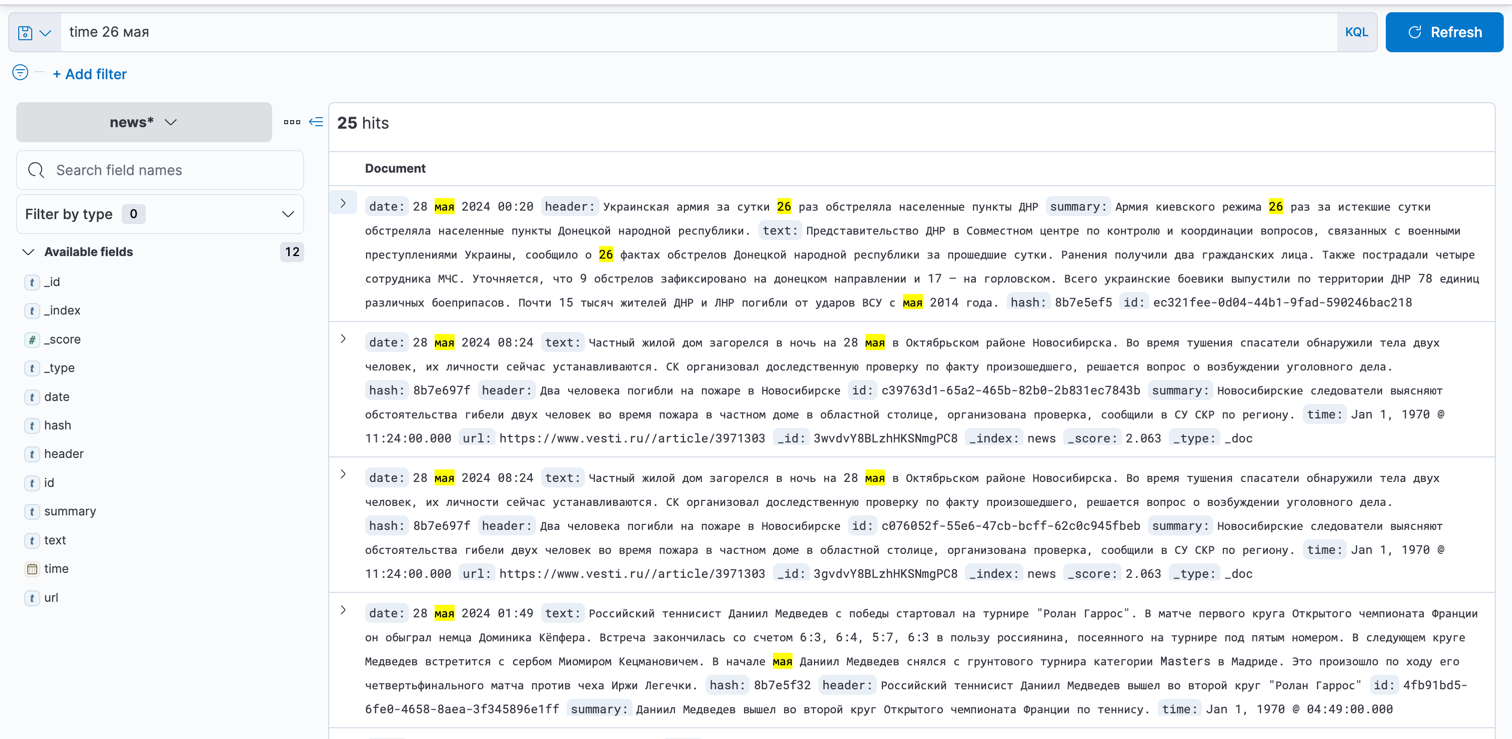 time 26 мая
KQL
Refresh
+ Add filter
news*
25 hits
Search field names
Document
Filter by type 0
Available fields 12
t _id
t _index
# _score
t _type
t date
t hash
t header
t id
t summary
t text
time
t url
date: 28 мая 2024 00:20 header: Украинская армия за сутки 26 раз обстреляла населенные пункты ДНР summary: Армия киевского режима 26 раз за истекшие сутки
обстреляла населенные пункты Донецкой народной республики. text: Представительство ДНР в Совместном центре по контролю и координации вопросов, связанных с военными
преступлениями Украины, сообщило о 26 фактах обстрелов Донецкой народной республики за прошедшие сутки. Ранения получили два гражданских лица. Также пострадали четыре
сотрудника МЧС. Уточняется, что 9 обстрелов зафиксировано на донецком направлении и 17 – на горловском. Всего украинские боевики выпустили по территории ДНР 78 единиц
различных боеприпасов. Почти 15 тысяч жителей ДНР и ЛНР погибли от ударов ВСУ с мая 2014 года. hash: 8b7e5ef5 id: ec321fee-0d04-44b1-9fad-590246bac218
date: 28 мая 2024 08:24 text: Частный жилой дом загорелся в ночь на 28 мая в Октябрьском районе Новосибирска. Во время тушения спасатели обнаружили тела двух
человек, их личности сейчас устанавливаются. СК организовал доследственную проверку по факту произошедшего, решается вопрос о возбуждении уголовного дела.
hash: 8b7e697f header: Два человека погибли на пожаре в Новосибирске id: c39763d1-65a2-465b-82b0-2b831ec7843b summary: Новосибирские следователи выясняют
обстоятельства гибели двух человек во время пожара в частном доме в областной столице, организована проверка, сообщили в СУ СКР по региону. time: Jan 1, 1970 @
11:24:00.000 url: https://www.vesti.ru//article/3971303 _id: 3wvdvY8BLzhHKSNmgPC8 _index: news _score: 2.063 _type: _doc
date: 28 мая 2024 08:24 text: Частный жилой дом загорелся в ночь на 28 мая в Октябрьском районе Новосибирска. Во время тушения спасатели обнаружили тела двух
человек, их личности сейчас устанавливаются. СК организовал доследственную проверку по факту произошедшего, решается вопрос о возбуждении уголовного дела.
hash: 8b7e697f header: Два человека погибли на пожаре в Новосибирске id: c076052f-55e6-47cb-bcff-62c0c945fbeb summary: Новосибирские следователи выясняют
обстоятельства гибели двух человек во время пожара в частном доме в областной столице, организована проверка, сообщили в СУ СКР по региону. time: Jan 1, 1970 @
11:24:00.000 url: https://www.vesti.ru//article/3971303 _id: 3gvdvY8BLzhHKSNmgPC8 _index: news _score: 2.063 _type: _doc
date: 28 мая 2024 01:49 text: Российский теннисист Даниил Медведев с победы стартовал на турнире "Ролан Гаррос". В матче первого круга Открытого чемпионата Франции
он обыграл немца Доминика Кёпфера. Встреча закончилась со счетом 6:3, 6:4, 5:7, 6:3 в пользу россиянина, посеянного на турнире под пятым номером. В следующем круге
Медведев встретится с сербом Миомиром Кецмановичем. В начале мая Даниил Медведев снялся с грунтового турнира категории Masters в Мадриде. Это произошло по ходу его
четвертьфинального матча против чеха Иржи Легечки. hash: 8b7e5f32 header: Российский теннисист Даниил Медведев вышел во второй круг "Ролан Гаррос" id: 4fb91bd5-
6fe0-4658-8aea-3f345896e1ff summary: Даниил Медведев вышел во второй круг Открытого чемпионата Франции по теннису. time: Jan 1, 1970 @ 04:49:00.000